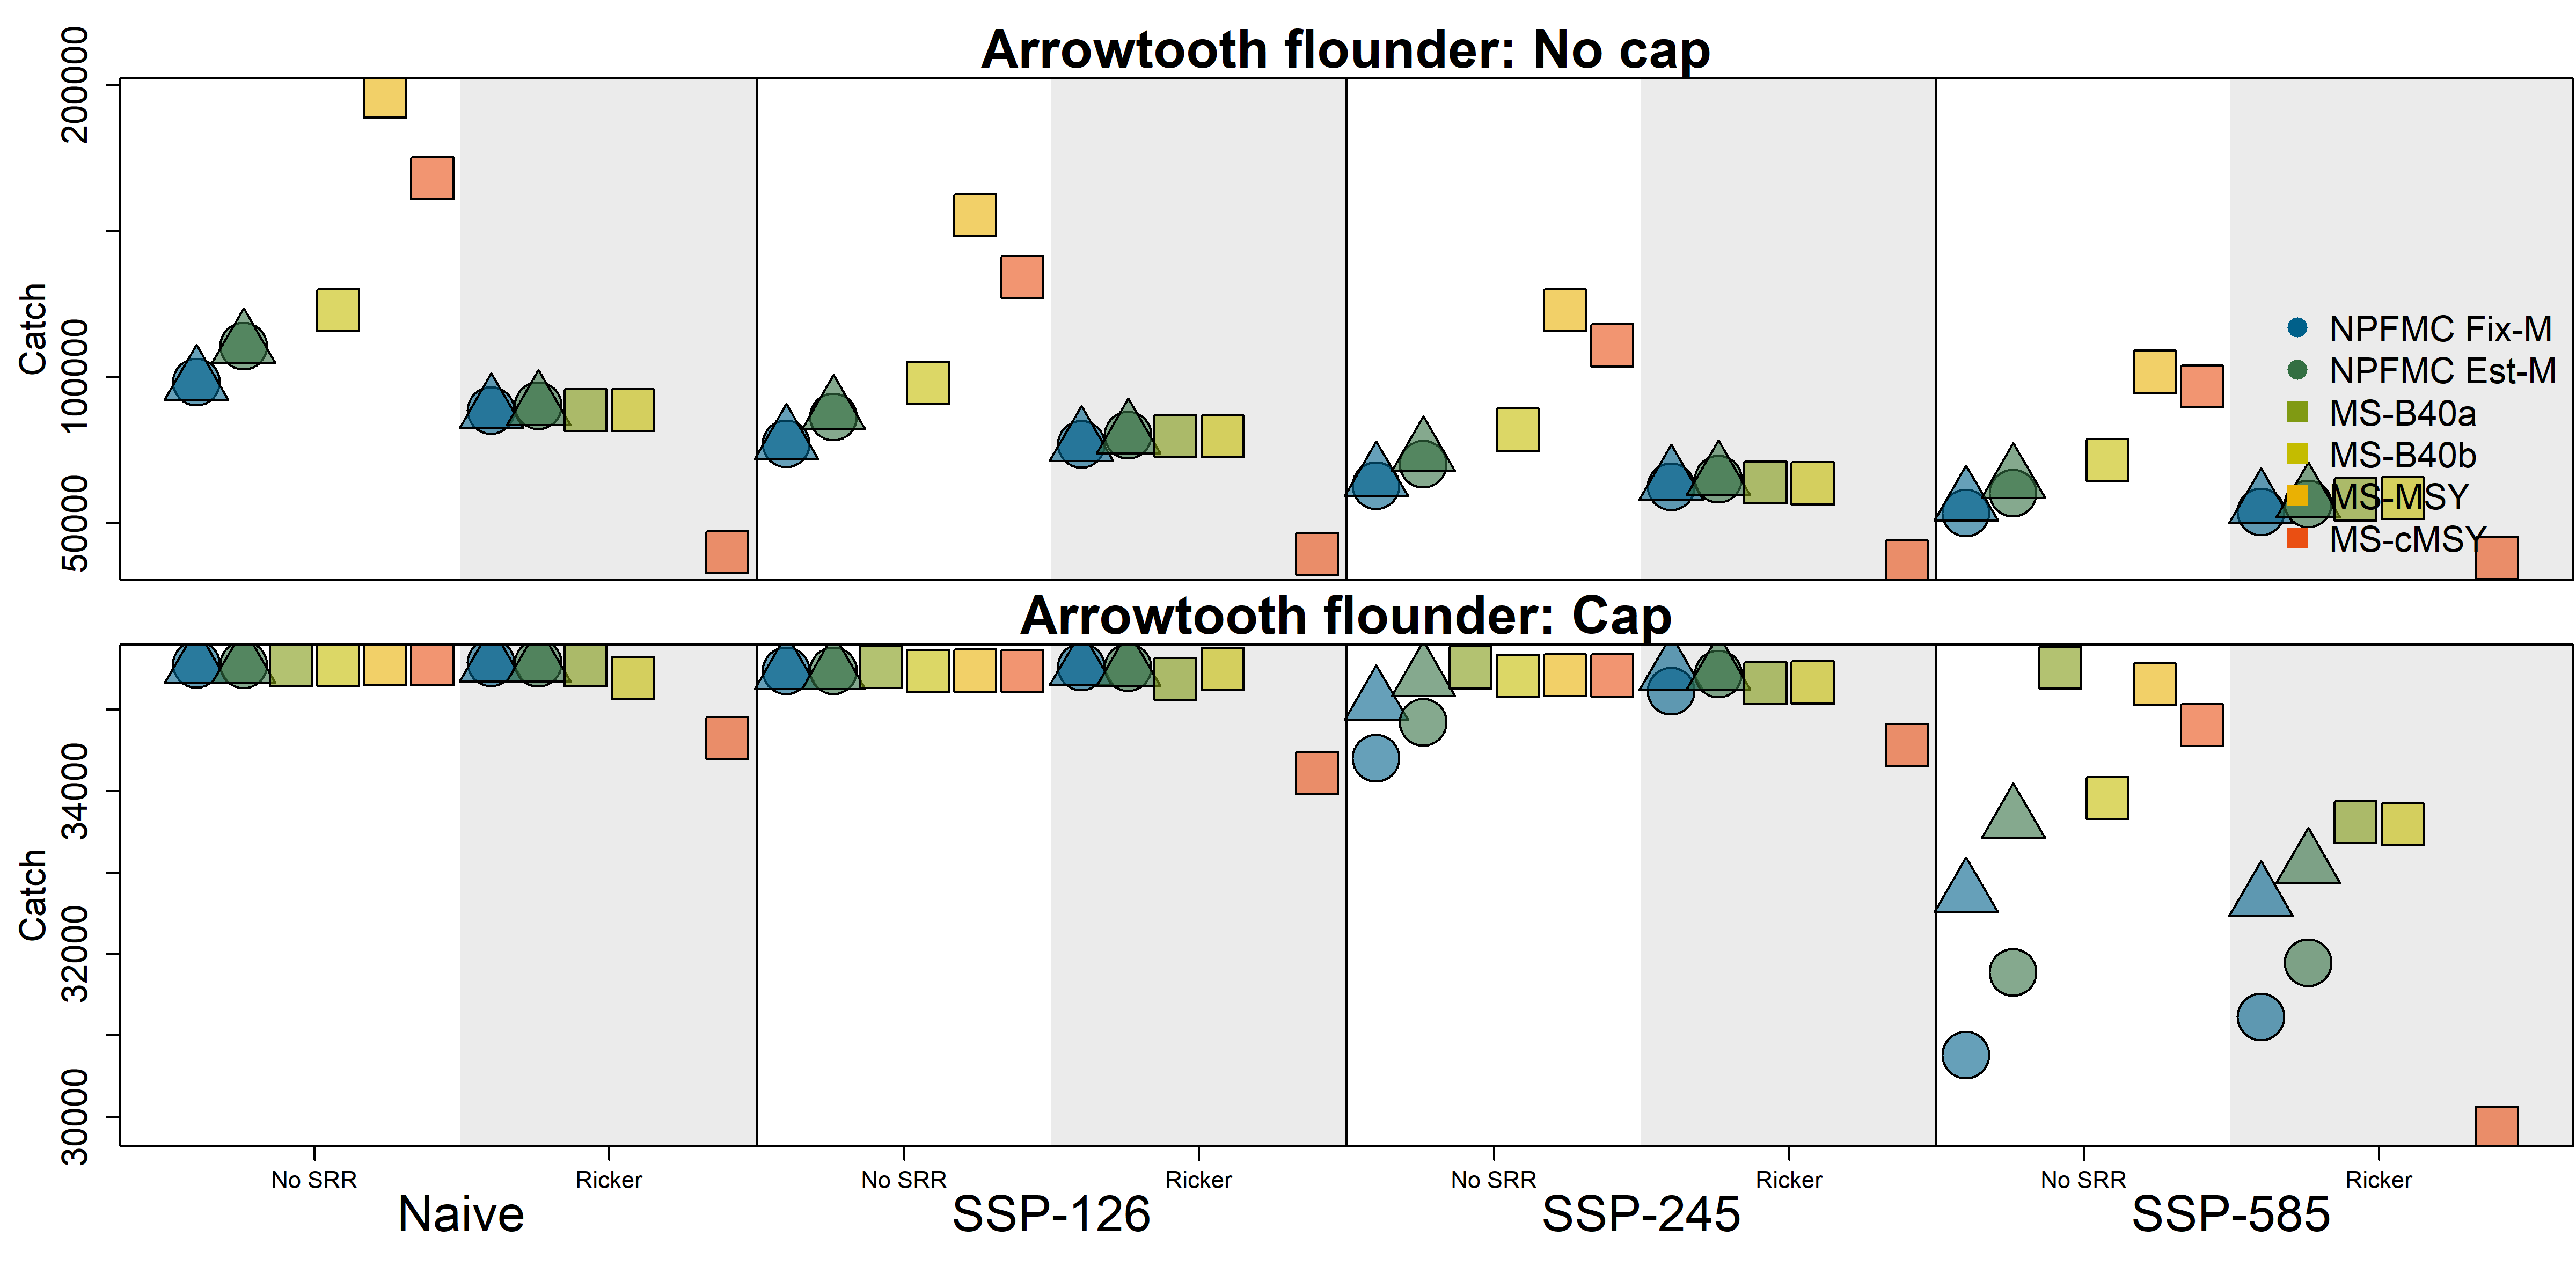 Arrowtooth flounder: No cap
Catch
200000
100000
50000
NPFMC Fix-M
NPFMC Est-M
MS-B40a
MS-B40b
MS-MSY
MS-cMSY
Arrowtooth flounder: Cap
Catch
34000
32000
30000
No SRR Ricker No SRR Ricker No SRR Ricker No SRR Ricker
Naive SSP-126 SSP-245 SSP-585